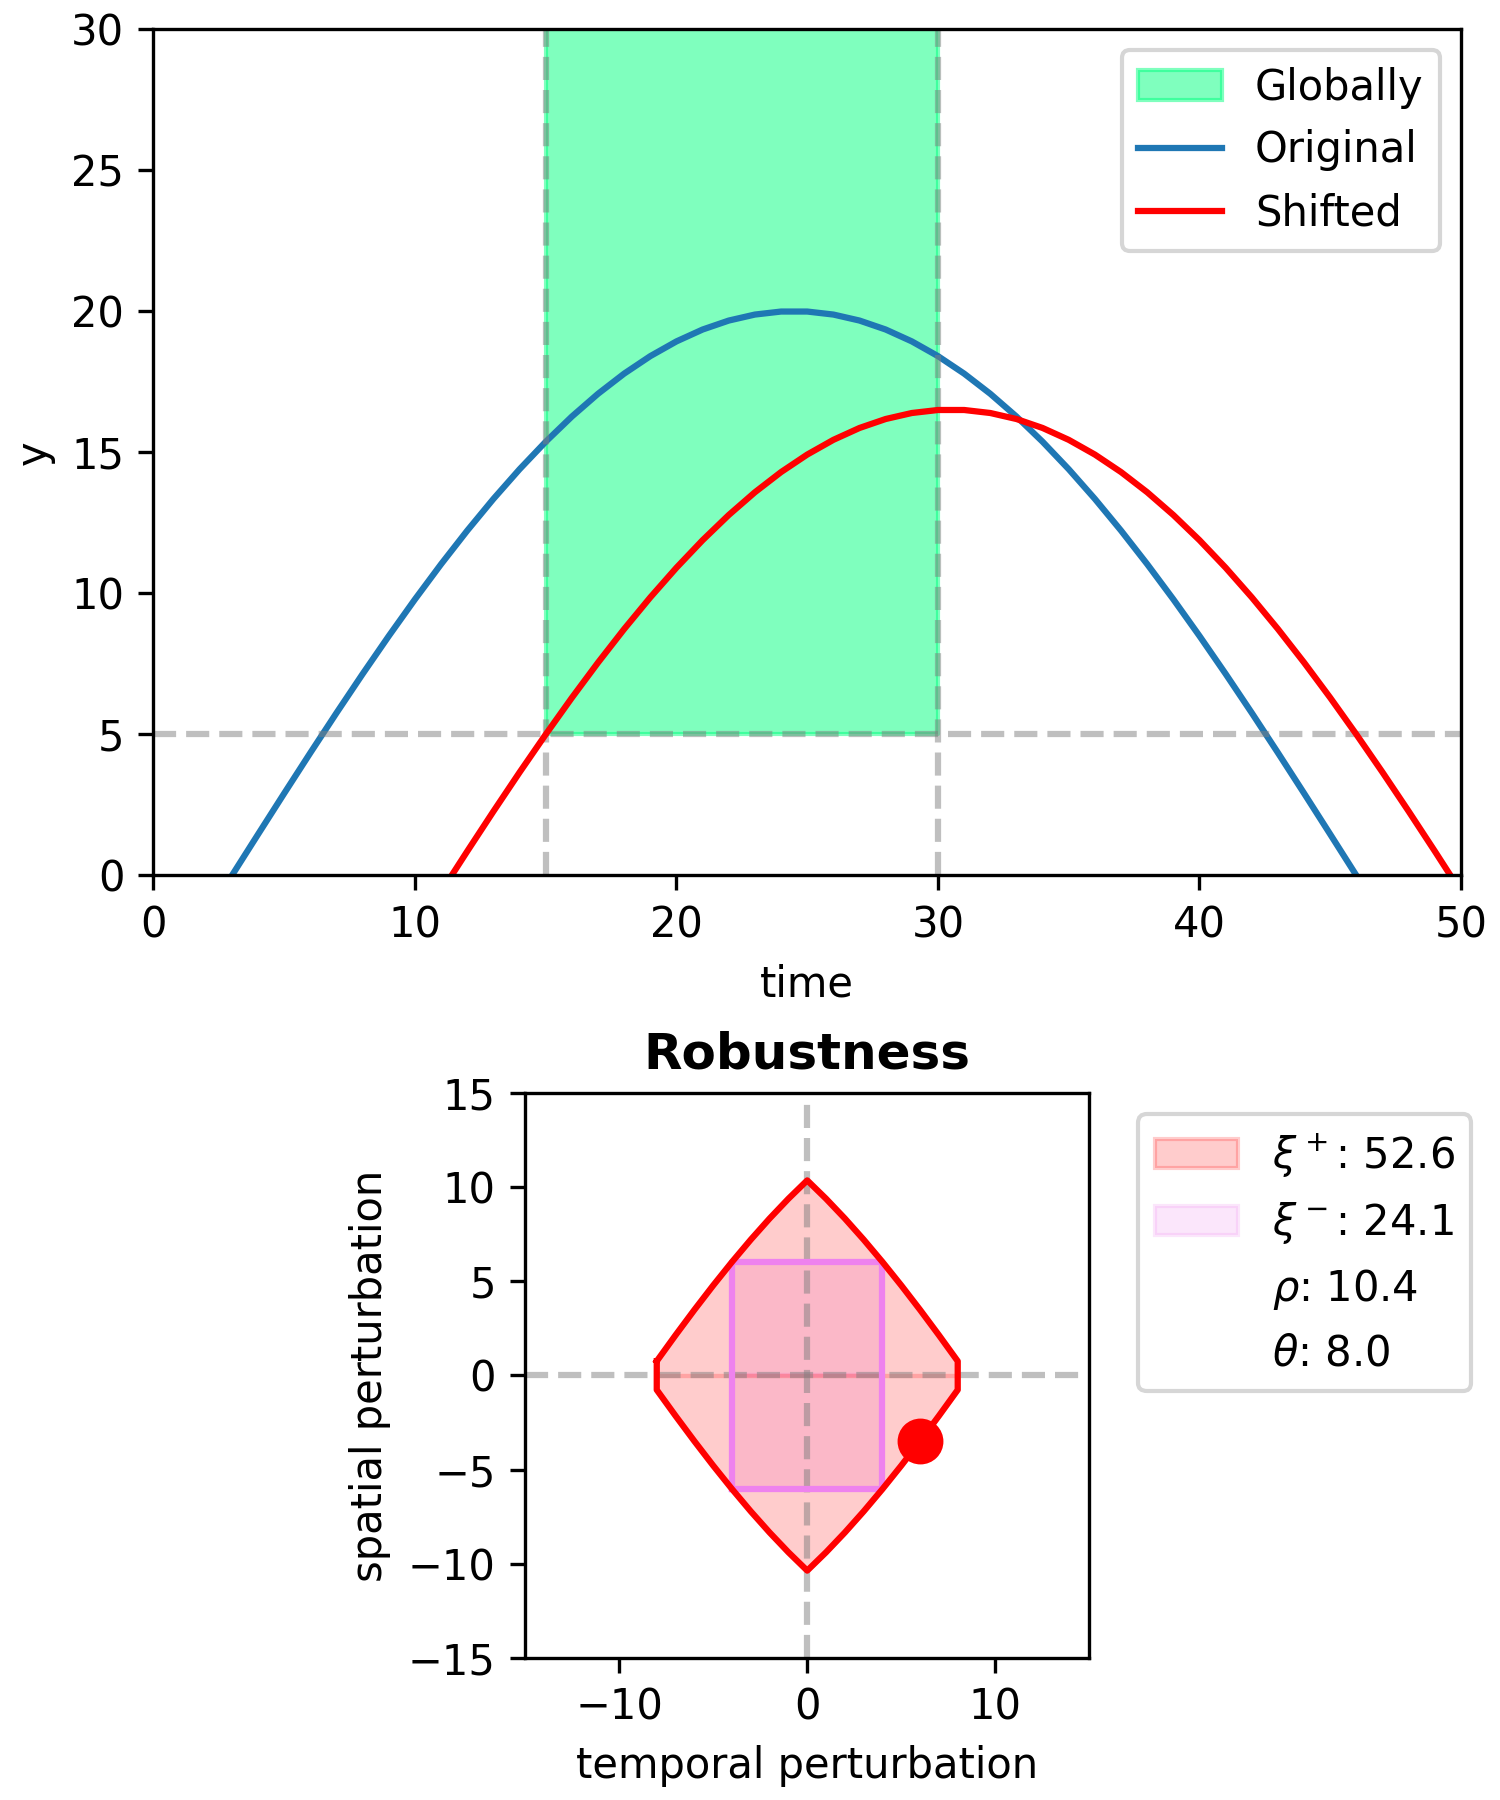 30
25
20
15
10
5
0
y
0 10 20 30 40 50
time
Globally
Original
Shifted
Robustness
15
10
5
0
−5
−10
−15
spatial perturbation
−10 0 10
temporal perturbation
ξ⁺: 52.6
ξ⁻: 24.1
ρ: 10.4
θ: 8.0